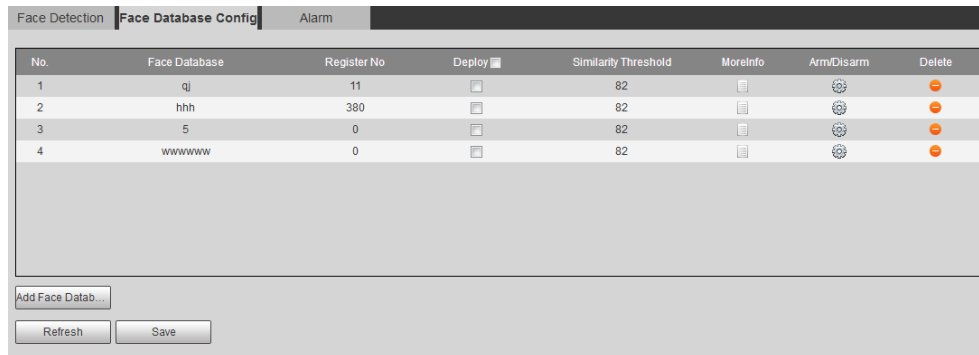 Face Detection Face Database Config Alarm
No. Face Database Register No Deploy Similarity Threshold MoreInfo Arm/Disarm Delete
1 qj 11 82
2 hhh 380 82
3 5 0 82
4 wwwwww 0 82
Add Face Datab...
Refresh Save